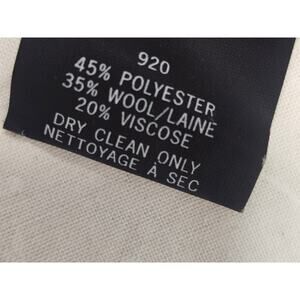 920
45% POLYESTER
35% WOOL/LAINE
20% VISCOSE
DRY CLEAN ONLY
NETTOYAGE À SEC